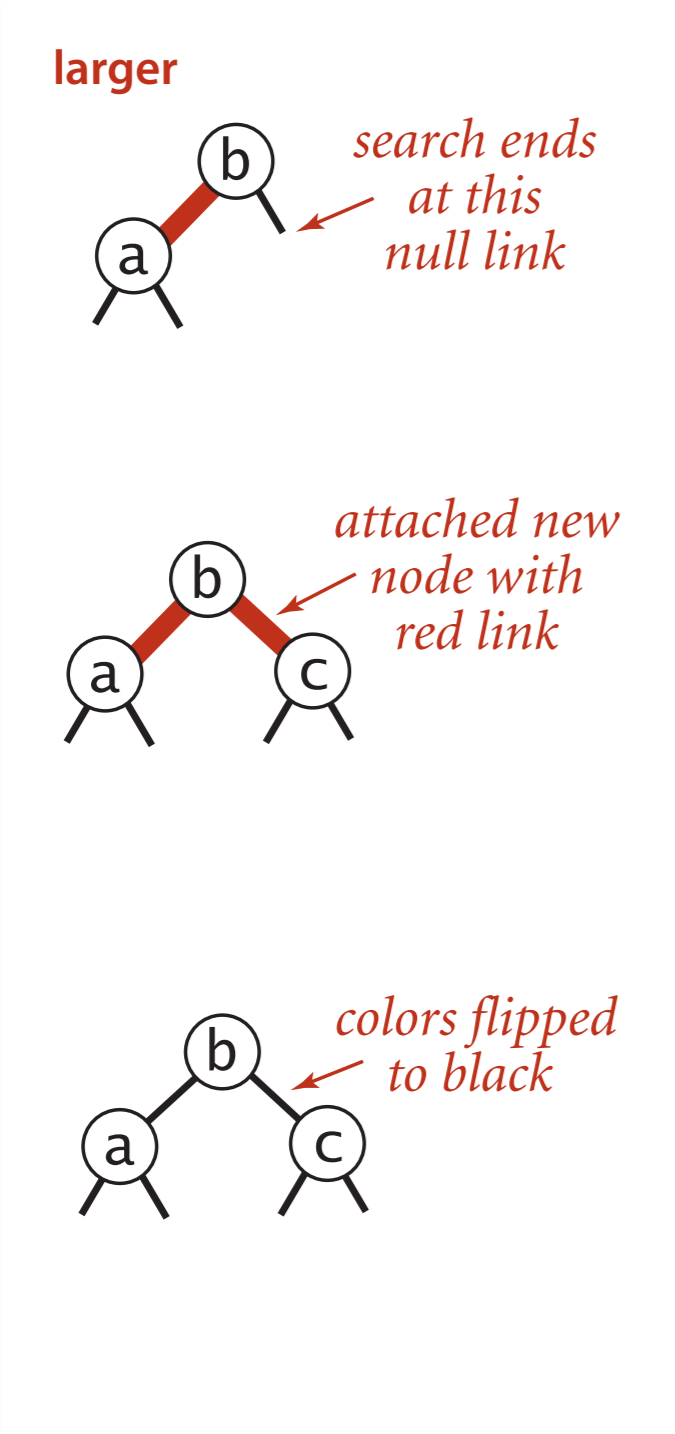 larger
b
search ends
at this
null link
a
attached new
node with
red link
b
a
c
colors flipped
to black
b
a
c